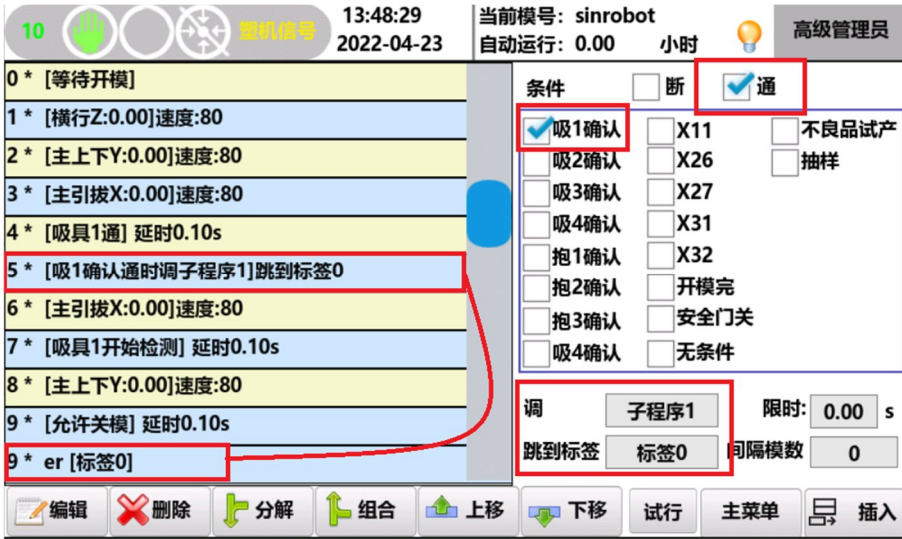 10
塑机信号
13:48:29
2022-04-23
当前模号: sinrobot
自动运行: 0.00 小时
高级管理员
0 * [等待开模]
1 * [横行Z:0.00]速度:80
2 * [主上下Y:0.00]速度:80
3 * [主引拔X:0.00]速度:80
4 * [吸具1通] 延时0.10s
5 * [吸1确认通时调子程序1]跳到标签0
6 * [主引拔X:0.00]速度:80
7 * [吸具1开始检测] 延时0.10s
8 * [主上下Y:0.00]速度:80
9 * [允许关模] 延时0.10s
9 * er [标签0]
条件 断 通
吸1确认 X11 不良品试产
吸2确认 X26 抽样
吸3确认 X27
吸4确认 X31
抱1确认 X32
抱2确认 开模完
抱3确认 安全门关
吸4确认 无条件
调 子程序1 限时: 0.00 s
跳到标签 标签0 间隔模数 0
编辑 删除 分解 组合 上移 下移 试行 主菜单 插入